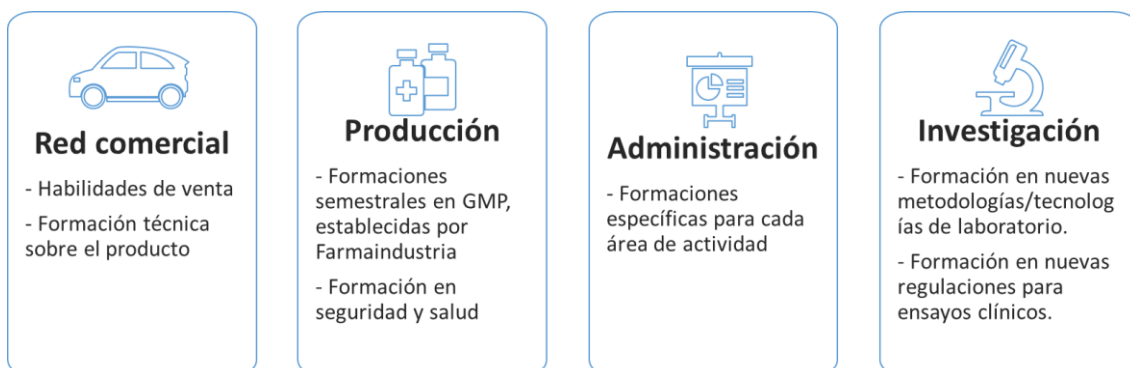 Red comercial
- Habilidades de venta
- Formación técnica
sobre el producto
Producción
- Formaciones
semestrales en GMP,
establecidas por
Farmaindustria
- Formación en
seguridad y salud
Administración
- Formaciones
específicas para cada
área de actividad
Investigación
- Formación en nuevas
metodologías/tecnolog
ías de laboratorio.
- Formación en nuevas
regulaciones para
ensayos clínicos.